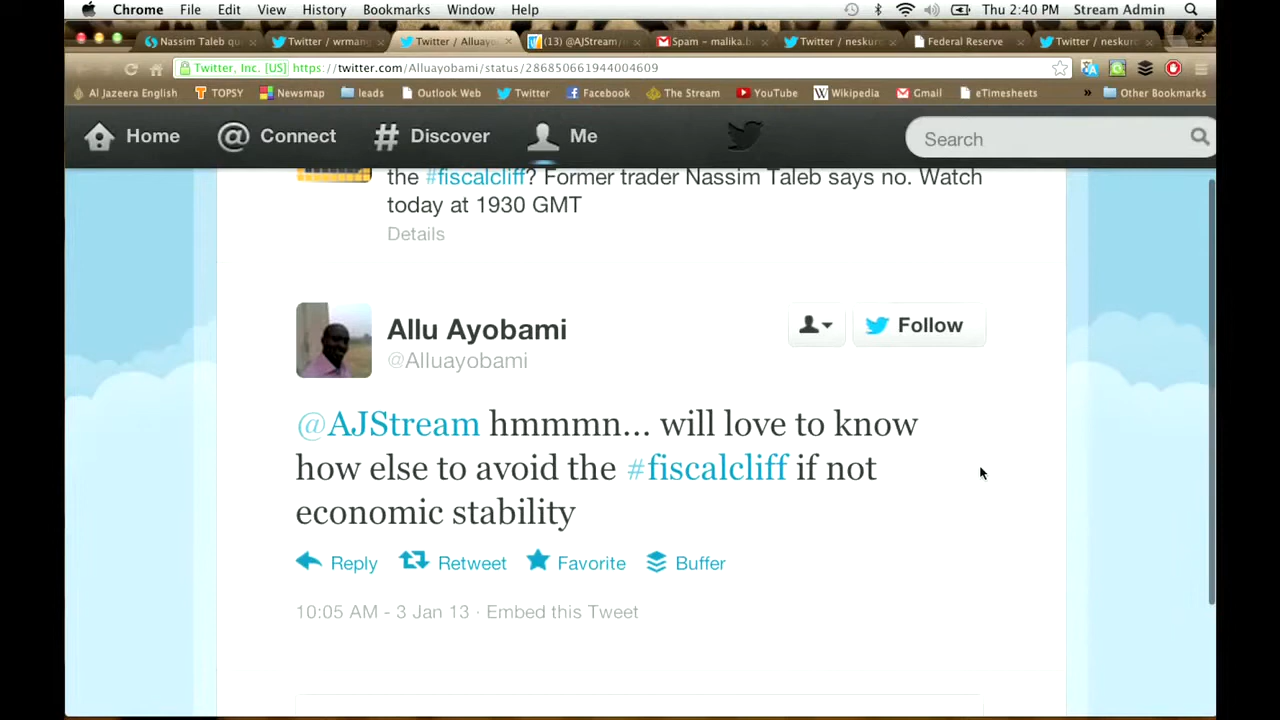 Chrome File Edit View History Bookmarks Window Help Thu 2:40 PM Stream Admin
Nassim Taleb qu Twitter / wrman Twitter / Alluayo (13) @AJStream/ Spam – malika.b Twitter / neskur Federal Reserve Twitter / neskur
Twitter, Inc. [US] https://twitter.com/Alluayobami/status/286850661944004609
Al Jazeera English TOPSY Newsmap leads Outlook Web Twitter Facebook The Stream YouTube Wikipedia Gmail eTimesheets » Other Bookmarks
Home @ Connect # Discover Me Search
the #fiscalcliff? Former trader Nassim Taleb says no. Watch
today at 1930 GMT
Details
Allu Ayobami
@Alluayobami
Follow
@AJStream hmmmn... will love to know
how else to avoid the #fiscalcliff if not
economic stability
Reply Retweet Favorite Buffer
10:05 AM - 3 Jan 13 · Embed this Tweet